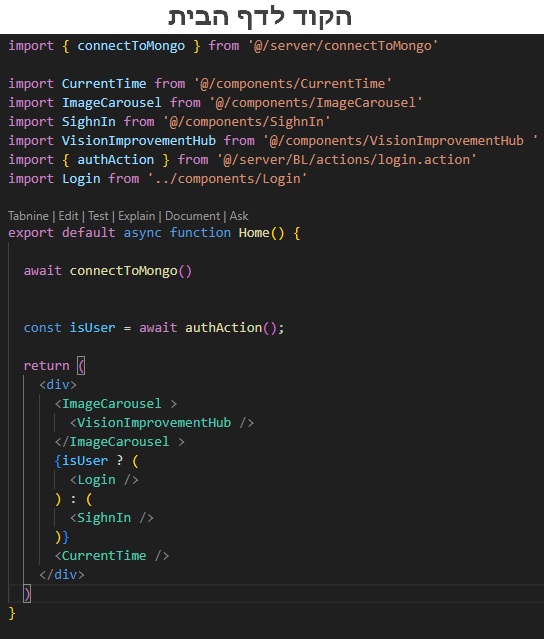 הקוד לדף הבית
import { connectToMongo } from '@/server/connectToMongo'
import CurrentTime from '@/components/CurrentTime'
import ImageCarousel from '@/components/ImageCarousel'
import SighnIn from '@/components/SighnIn'
import VisionImprovementHub from '@/components/VisionImprovementHub '
import { authAction } from '@/server/BL/actions/login.action'
import Login from '../components/Login'
Tabnine | Edit | Test | Explain | Document | Ask
export default async function Home() {
await connectToMongo()
const isUser = await authAction();
return (
<div>
<ImageCarousel >
<VisionImprovementHub />
</ImageCarousel >
{isUser ? (
<Login />
) : (
<SighnIn />
)}
<CurrentTime />
</div>
)
}